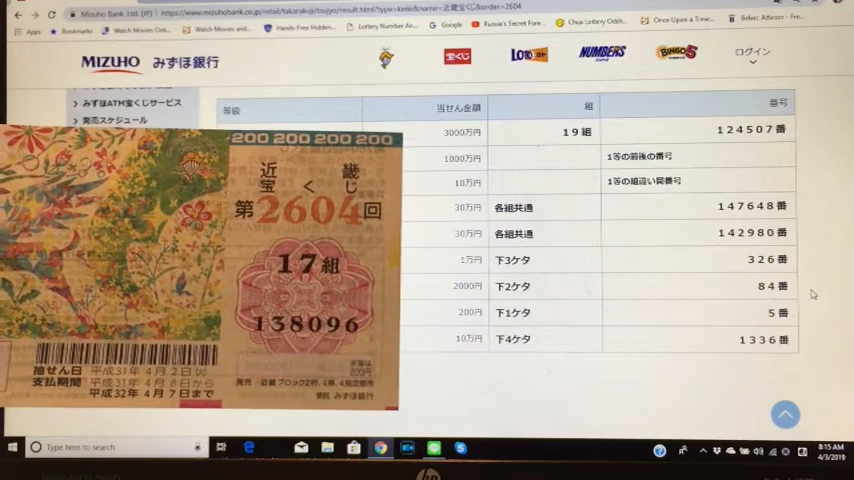 Mizuho Bank, Ltd. [JP] | https://www.mizuhobank.co.jp/retail/takarakuji/tsujyo/result.html?type=kinki&name=近畿宝くじ&order=2604
Apps Bookmarks Watch Movies Onl... Watch Movies and... Hands-Free Hidden... Lottery Number An... Google Russia's Secret Fore... Once Upon a Time...
MIZUHO みずほ銀行
宝くじ LOTO NUMBERS BINGO5 ログイン
みずほATM宝くじサービス
発売スケジュール
等級 当せん金額 組 番号
3000万円 19組 124507番
1000万円 1等の前後の番号
10万円 1等の組違い同番号
30万円 各組共通 147648番
30万円 各組共通 142980番
1万円 下3ケタ 326番
2000円 下2ケタ 84番
200円 下1ケタ 5番
10万円 下4ケタ 1336番
200 200 200 200 200
近畿
宝くじ
第2604回
17組
138096
200円
抽せん日 平成31年4月2日(火)
支払期間 平成31年4月8日から
平成32年4月7日まで
発売 近畿ブロック2府、4県、4指定都市
受託 みずほ銀行
Type here to search
8:15 AM
4/3/2019
hp